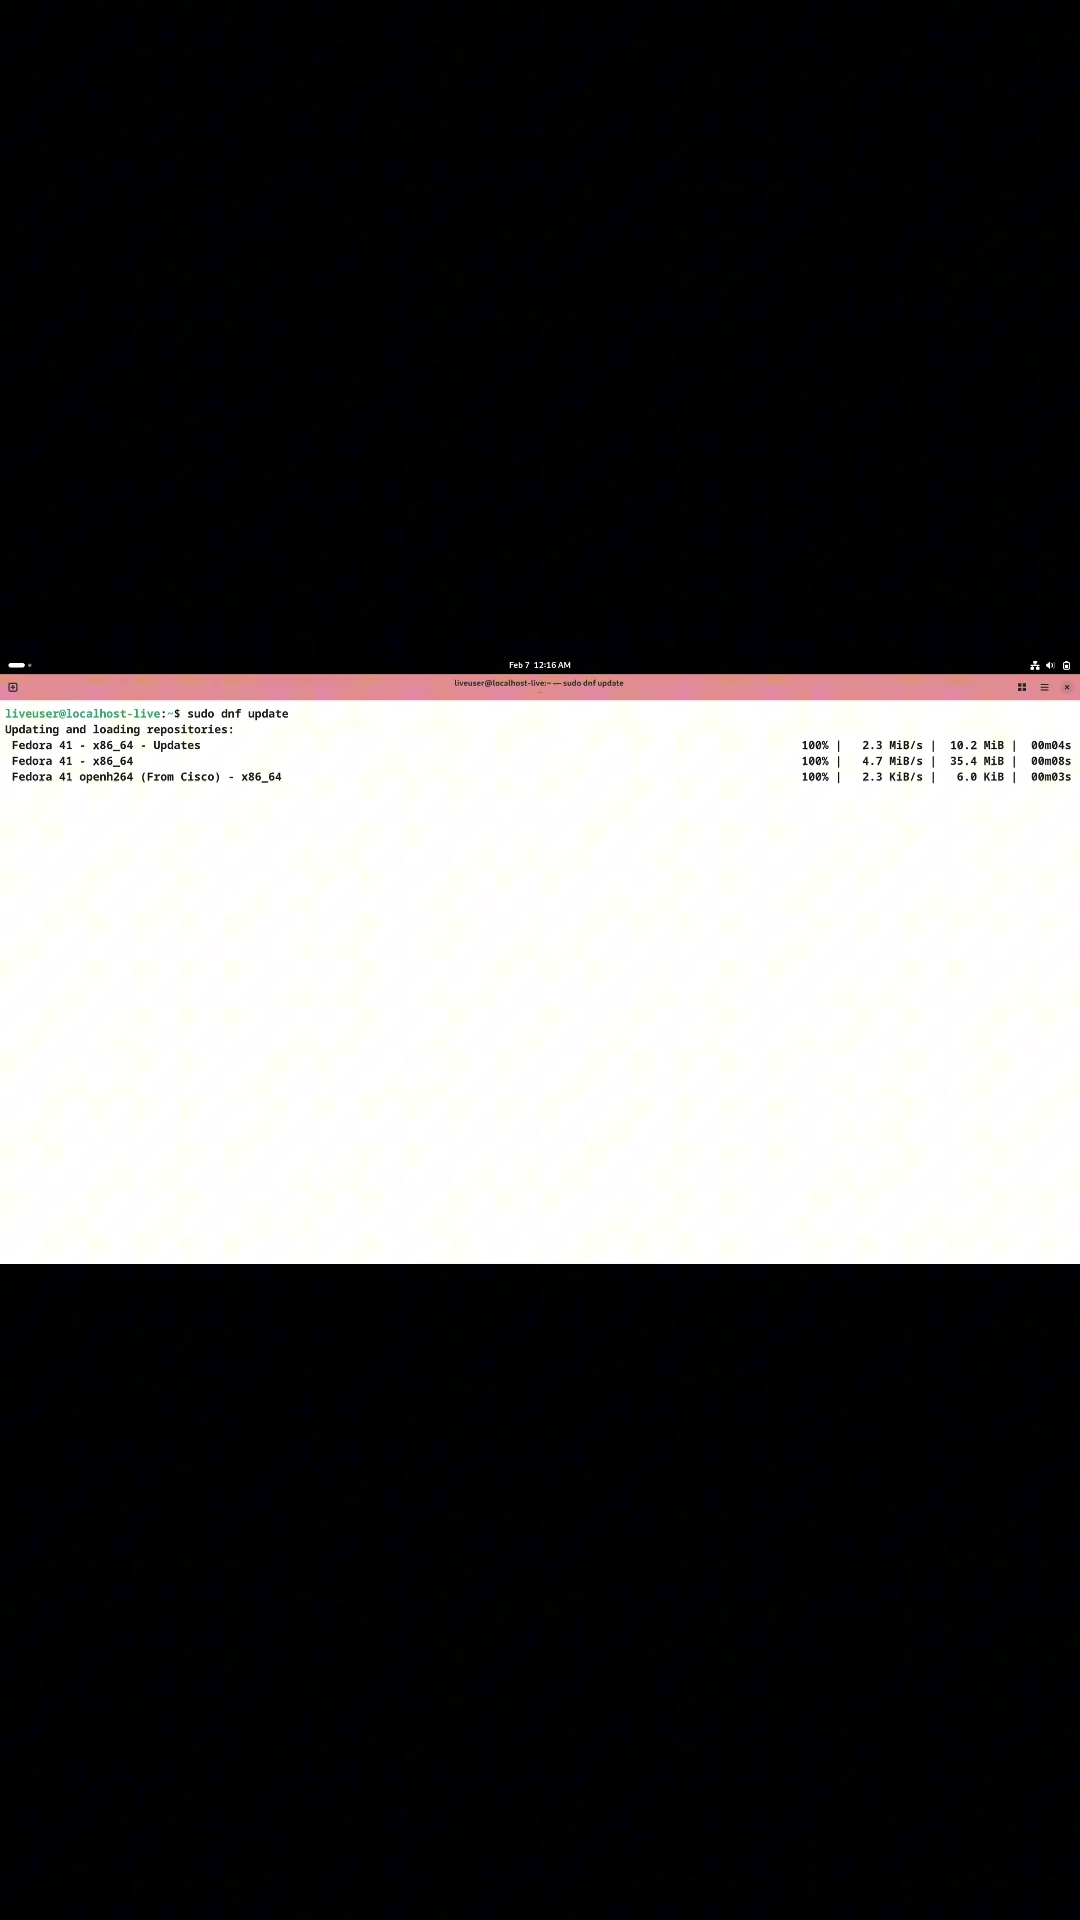 Feb 7 12:16 AM
liveuser@localhost-live:~ — sudo dnf update
liveuser@localhost-live:~$ sudo dnf update
Updating and loading repositories:
Fedora 41 - x86_64 - Updates 100% | 2.3 MiB/s | 10.2 MiB | 00m04s
Fedora 41 - x86_64 100% | 4.7 MiB/s | 35.4 MiB | 00m08s
Fedora 41 openh264 (From Cisco) - x86_64 100% | 2.3 KiB/s | 6.0 KiB | 00m03s